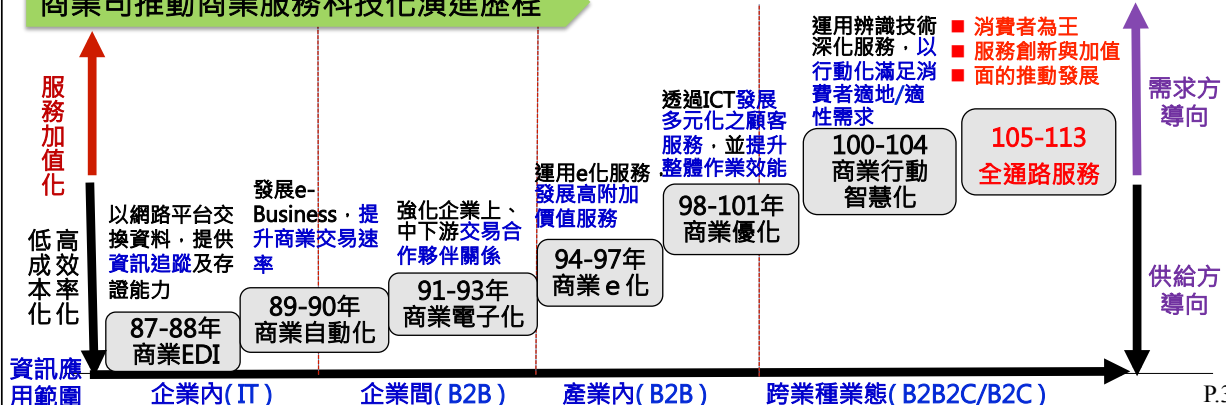 商業司推動商業服務科技化演進歷程
服務加值化
高效率化
低成本化
以網路平台交
換資料，提供
資訊追蹤及存
證能力
87-88年
商業EDI
發展e-
Business，提
升商業交易速
率
89-90年
商業自動化
強化企業上、
中下游交易合
作夥伴關係
91-93年
商業電子化
運用e化服務，
發展高附加
價值服務
94-97年
商業e化
透過ICT發展
多元化之顧客
服務，並提升
整體作業效能
98-101年
商業優化
運用辨識技術
深化服務，以
行動化滿足消
費者適地/適
性需求
100-104
商業行動
智慧化
■ 消費者為王
■ 服務創新與加值
■ 面的推動發展
105-113
全通路服務
需求方
導向
供給方
導向
資訊應
用範圍
企業內(IT)
企業間(B2B)
產業內(B2B)
跨業種業態(B2B2C/B2C)
P.3